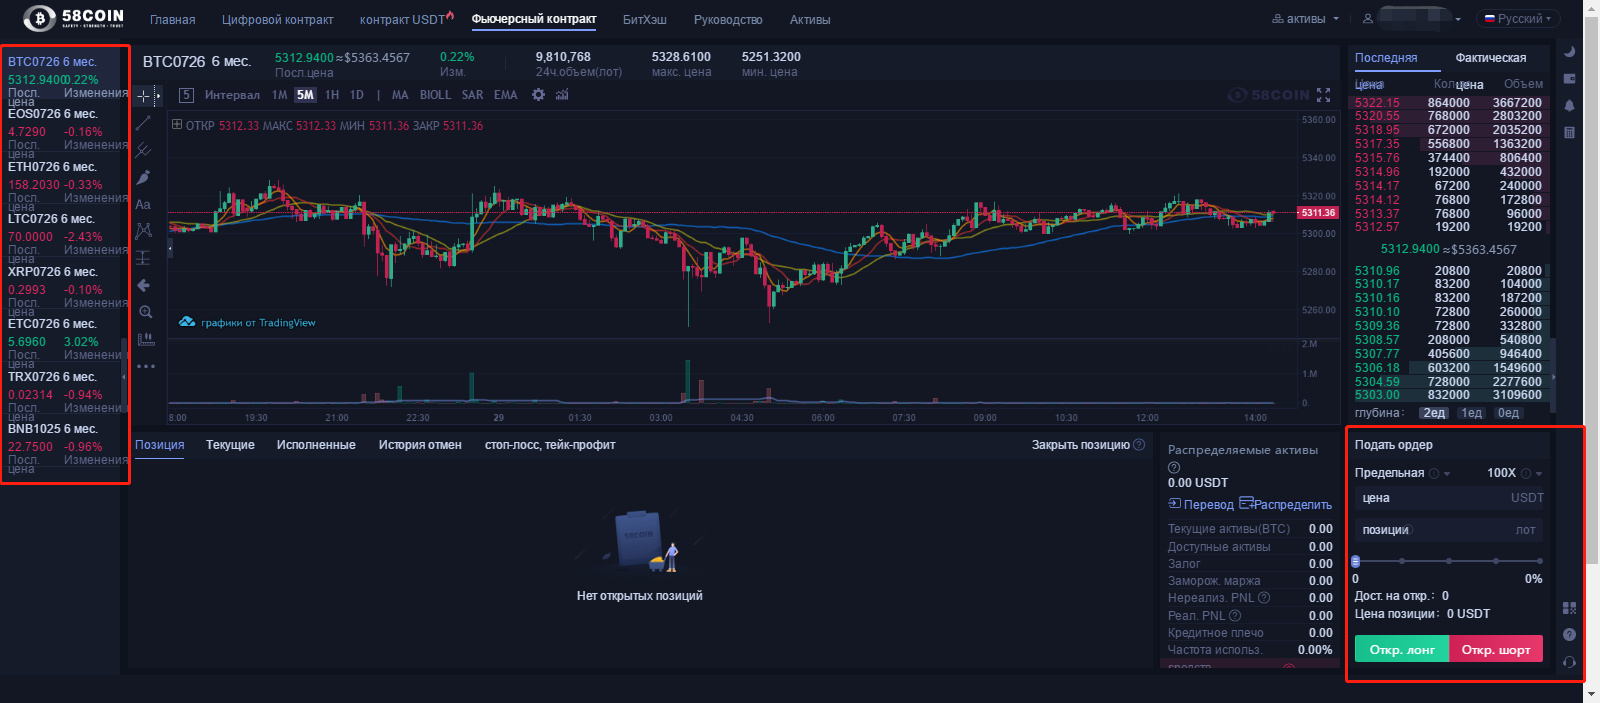 58COIN
SAFETY · STRENGTH · TRUST
Главная
Цифровой контракт
контракт USDT
Фьючерсный контракт
БитХэш
Руководство
Активы
активы
Русский
BTC0726 6 мес.
5312.9400 0.22%
Посл. цена
Изменения
EOS0726 6 мес.
4.7290 -0.16%
Посл. цена
Изменения
ETH0726 6 мес.
158.2030 -0.33%
Посл. цена
Изменения
LTC0726 6 мес.
70.0000 -2.43%
Посл. цена
Изменения
XRP0726 6 мес.
0.2993 -0.10%
Посл. цена
Изменения
ETC0726 6 мес.
5.6960 3.02%
Посл. цена
Изменения
TRX0726 6 мес.
0.02314 -0.94%
Посл. цена
Изменения
BNB1025 6 мес.
22.7500 -0.96%
Посл. цена
Изменения
BTC0726 6 мес.
5312.9400≈$5363.4567
Посл.цена
0.22%
Изм.
9,810,768
24ч.объем(лот)
5328.6100
макс. цена
5251.3200
мин. цена
5 Интервал 1M 5M 1H 1D | MA BIOLL SAR EMA
58COIN
Aa
ОТКР 5312.33 МАКС 5312.33 МИН 5311.36 ЗАКР 5311.36
5360.00
5340.00
5320.00
5311.36
5300.00
5280.00
5260.00
графики от TradingView
2.M
1.M
0
8:00 19:30 21:00 22:30 29 01:30 03:00 04:30 06:00 07:30 09:00 10:30 12:00 14:00
Последняя цена
Фактическая цена
Цена Кол-во Объем
5322.15 864000 3667200
5320.55 768000 2803200
5318.95 672000 2035200
5317.35 556800 1363200
5315.76 374400 806400
5314.96 192000 432000
5314.17 67200 240000
5314.12 76800 172800
5313.37 76800 96000
5312.57 19200 19200
5312.9400 ≈$5363.4567
5310.96 20800 20800
5310.17 83200 104000
5310.16 83200 187200
5310.10 72800 260000
5309.36 72800 332800
5308.57 208000 540800
5307.77 405600 946400
5306.18 603200 1549600
5304.59 728000 2277600
5303.00 832000 3109600
глубина: 2ед 1ед 0ед
Позиция
Текущие
Исполненные
История отмен
стоп-лосс, тейк-профит
Закрыть позицию
58COIN
Нет открытых позиций
Распределяемые активы
0.00 USDT
Перевод
Распределить
Текущие активы(BTC) 0.00
Доступные активы 0.00
Залог 0.00
Заморож. маржа 0.00
Нереализ. PNL 0.00
Реал. PNL 0.00
Кредитное плечо 0.00
Частота использ. средств 0.00%
Подать ордер
Предельная 100X
цена USDT
позиции лот
0 0%
Дост. на откр.: 0
Цена позиции: 0 USDT
Откр. лонг
Откр. шорт